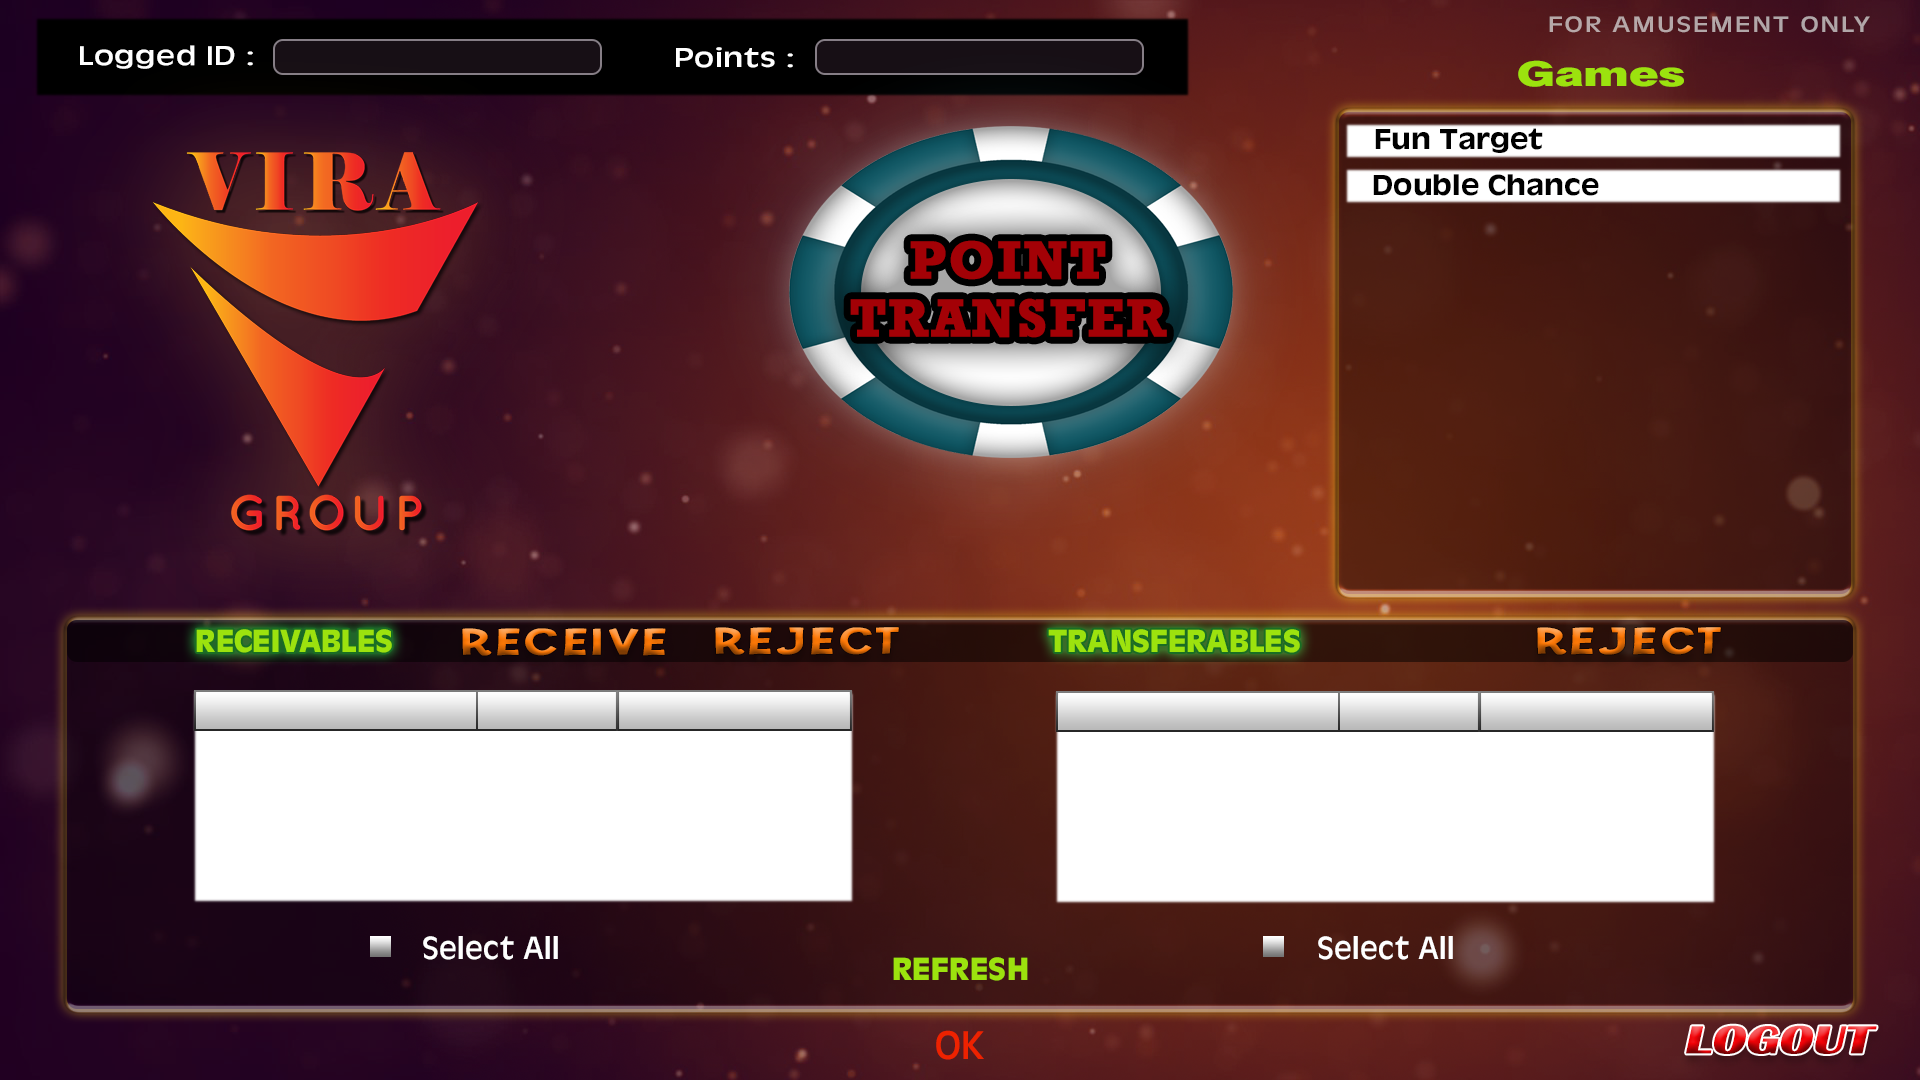 Logged ID :
Points :
FOR AMUSEMENT ONLY
Games
Fun Target
Double Chance
VIRA
GROUP
POINT
TRANSFER
RECEIVABLES
RECEIVE
REJECT
TRANSFERABLES
REJECT
Select All
Select All
REFRESH
OK
LOGOUT